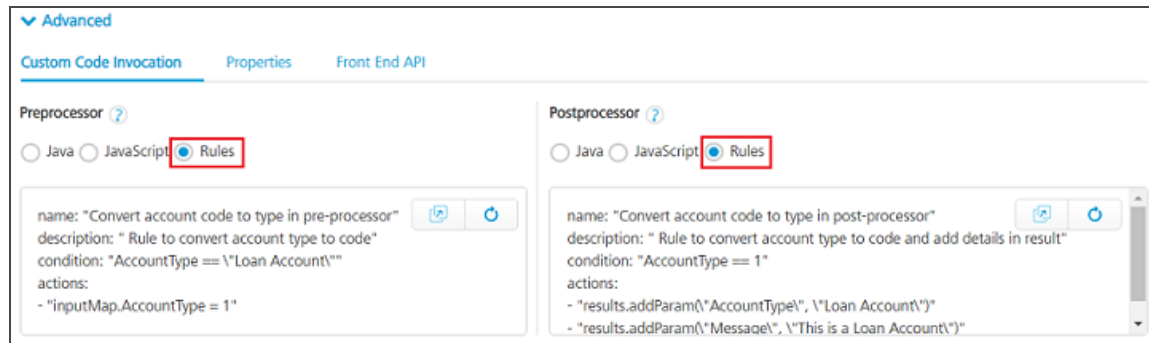 Advanced
Custom Code Invocation Properties Front End API
Preprocessor ?
Java JavaScript Rules
name: "Convert account code to type in pre-processor"
description: " Rule to convert account type to code"
condition: "AccountType == \"Loan Account\""
actions:
- "inputMap.AccountType = 1"
Postprocessor ?
Java JavaScript Rules
name: "Convert account code to type in post-processor"
description: " Rule to convert account type to code and add details in result"
condition: "AccountType == 1"
actions:
- "results.addParam(\"AccountType\", \"Loan Account\")"
- "results.addParam(\"Message\", \"This is a Loan Account\")"